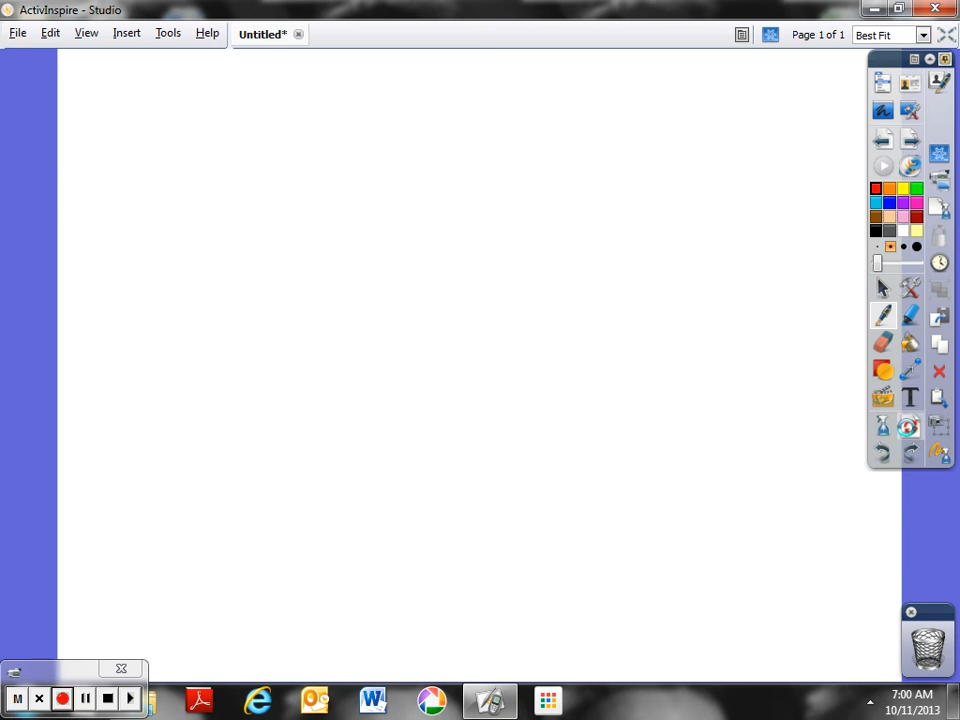 ActivInspire - Studio
File Edit View Insert Tools Help Untitled* Page 1 of 1 Best Fit
T
M
W
7:00 AM
10/11/2013